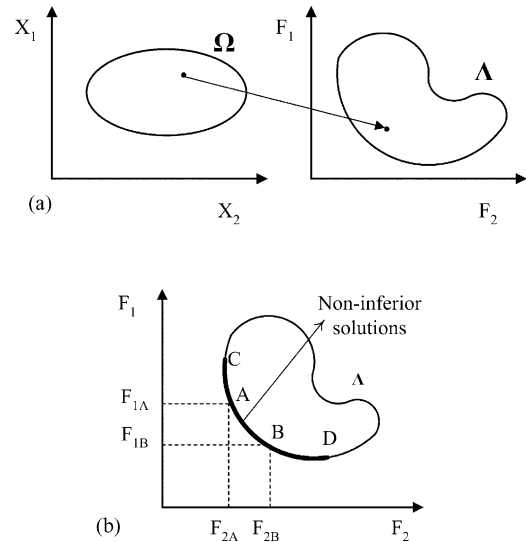 X1
Ω
F1
Λ
(a)
X2
F2
F1
Non-inferior
solutions
C
Λ
F1A
A
F1B
B
D
(b)
F2A
F2B
F2